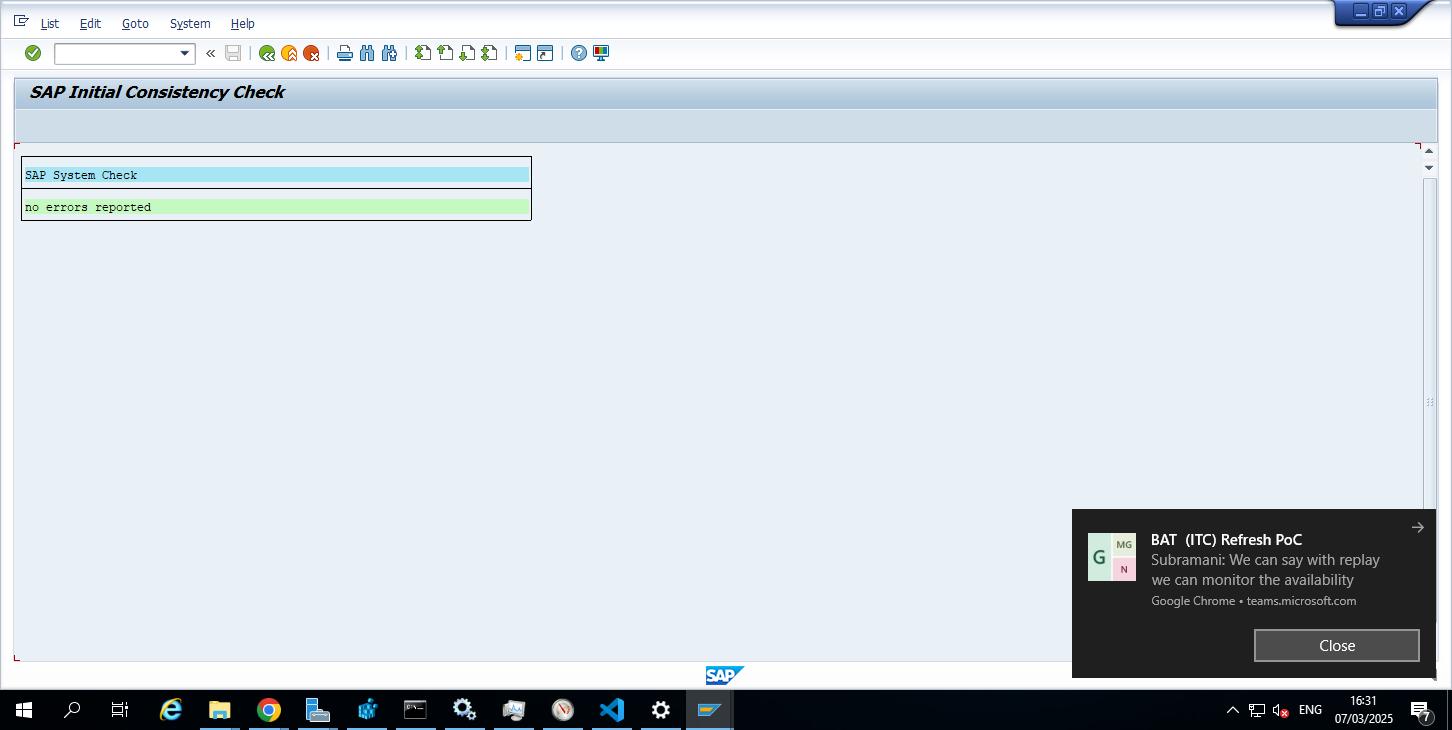 List Edit Goto System Help
SAP Initial Consistency Check
SAP System Check
no errors reported
G MG
N
BAT (ITC) Refresh PoC
Subramani: We can say with replay
we can monitor the availability
Google Chrome • teams.microsoft.com
Close
SAP
ENG
16:31
07/03/2025
7